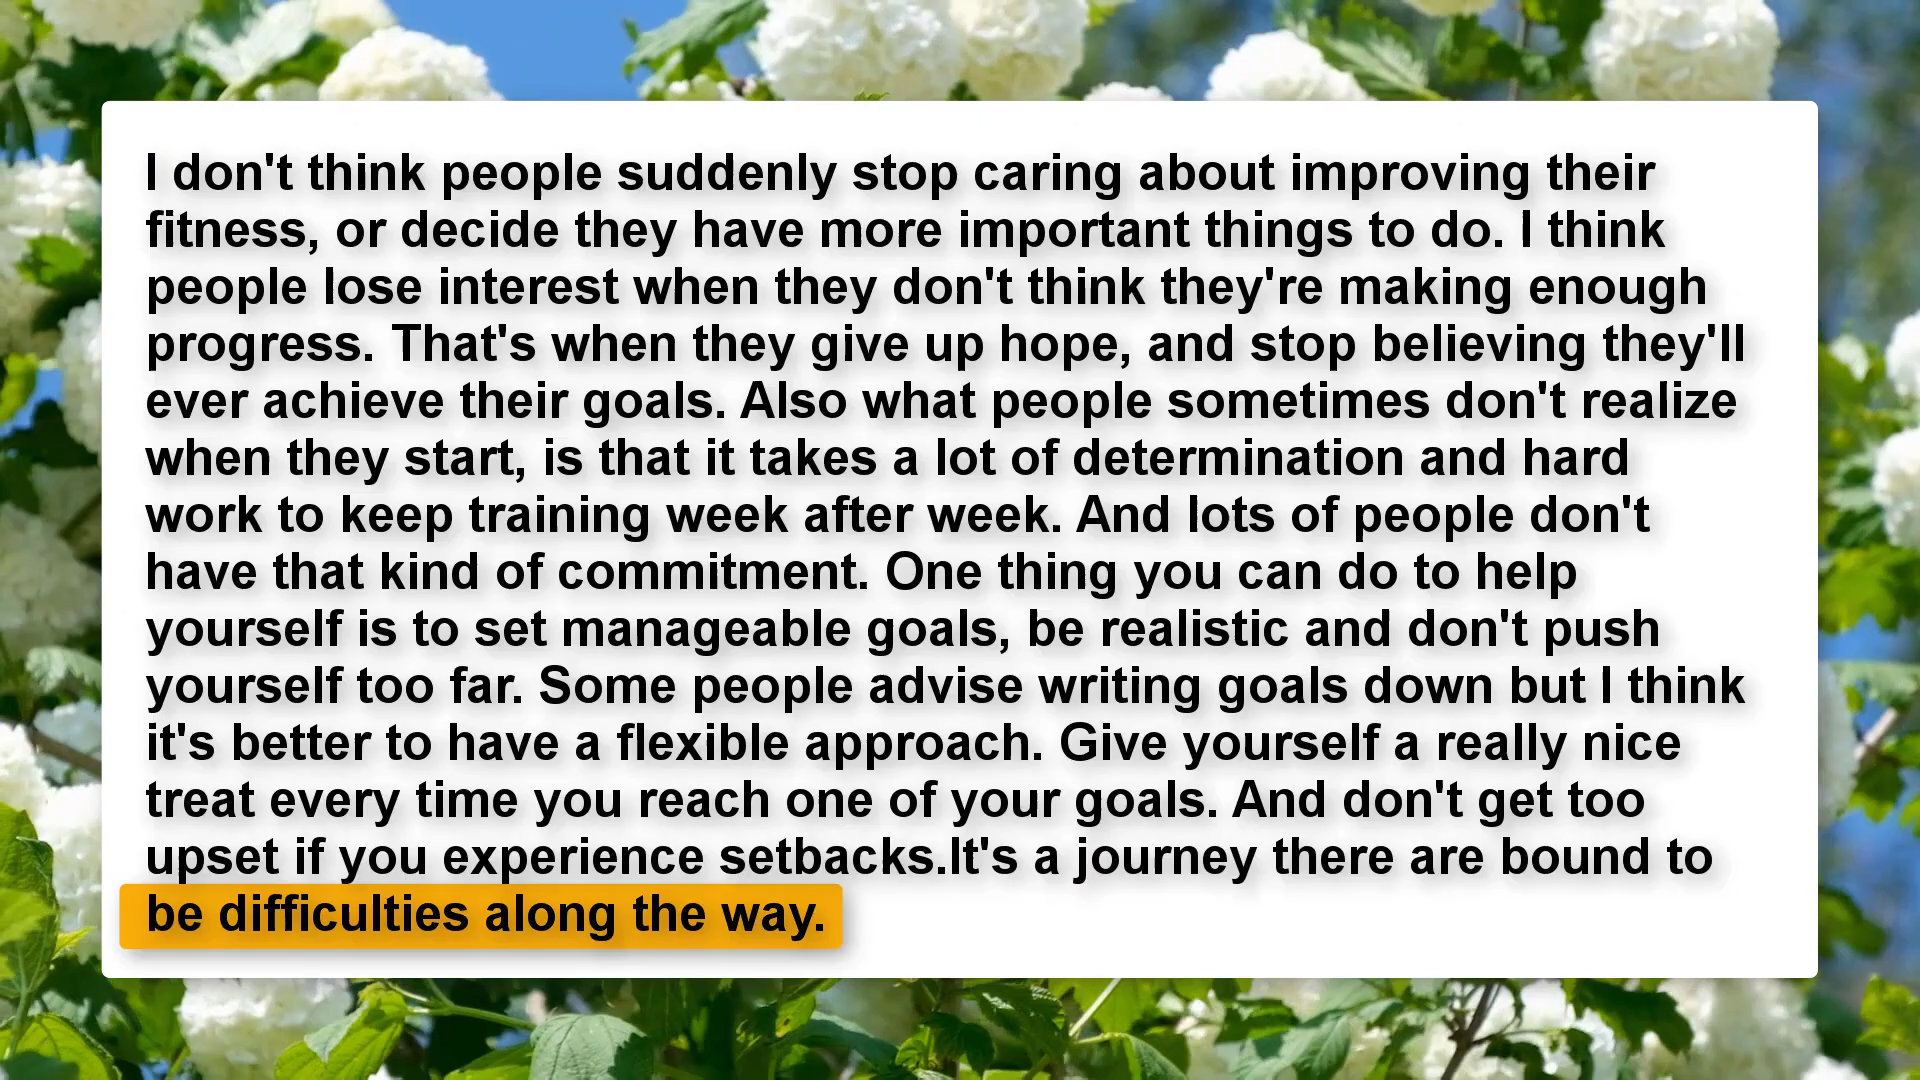 I don't think people suddenly stop caring about improving their
fitness, or decide they have more important things to do. I think
people lose interest when they don't think they're making enough
progress. That's when they give up hope, and stop believing they'll
ever achieve their goals. Also what people sometimes don't realize
when they start, is that it takes a lot of determination and hard
work to keep training week after week. And lots of people don't
have that kind of commitment. One thing you can do to help
yourself is to set manageable goals, be realistic and don't push
yourself too far. Some people advise writing goals down but I think
it's better to have a flexible approach. Give yourself a really nice
treat every time you reach one of your goals. And don't get too
upset if you experience setbacks.It's a journey there are bound to
be difficulties along the way.